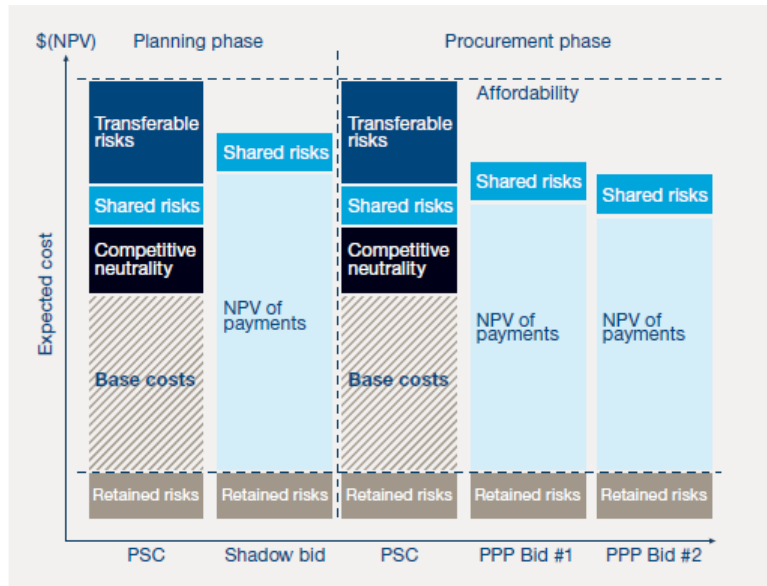 $(NPV)
Planning phase
Procurement phase
Affordability
Expected cost
Transferable
risks
Shared risks
Competitive
neutrality
Base costs
Retained risks
Shared risks
NPV of
payments
Retained risks
Transferable
risks
Shared risks
Competitive
neutrality
Base costs
Retained risks
Shared risks
NPV of
payments
Retained risks
Shared risks
NPV of
payments
Retained risks
PSC
Shadow bid
PSC
PPP Bid #1
PPP Bid #2